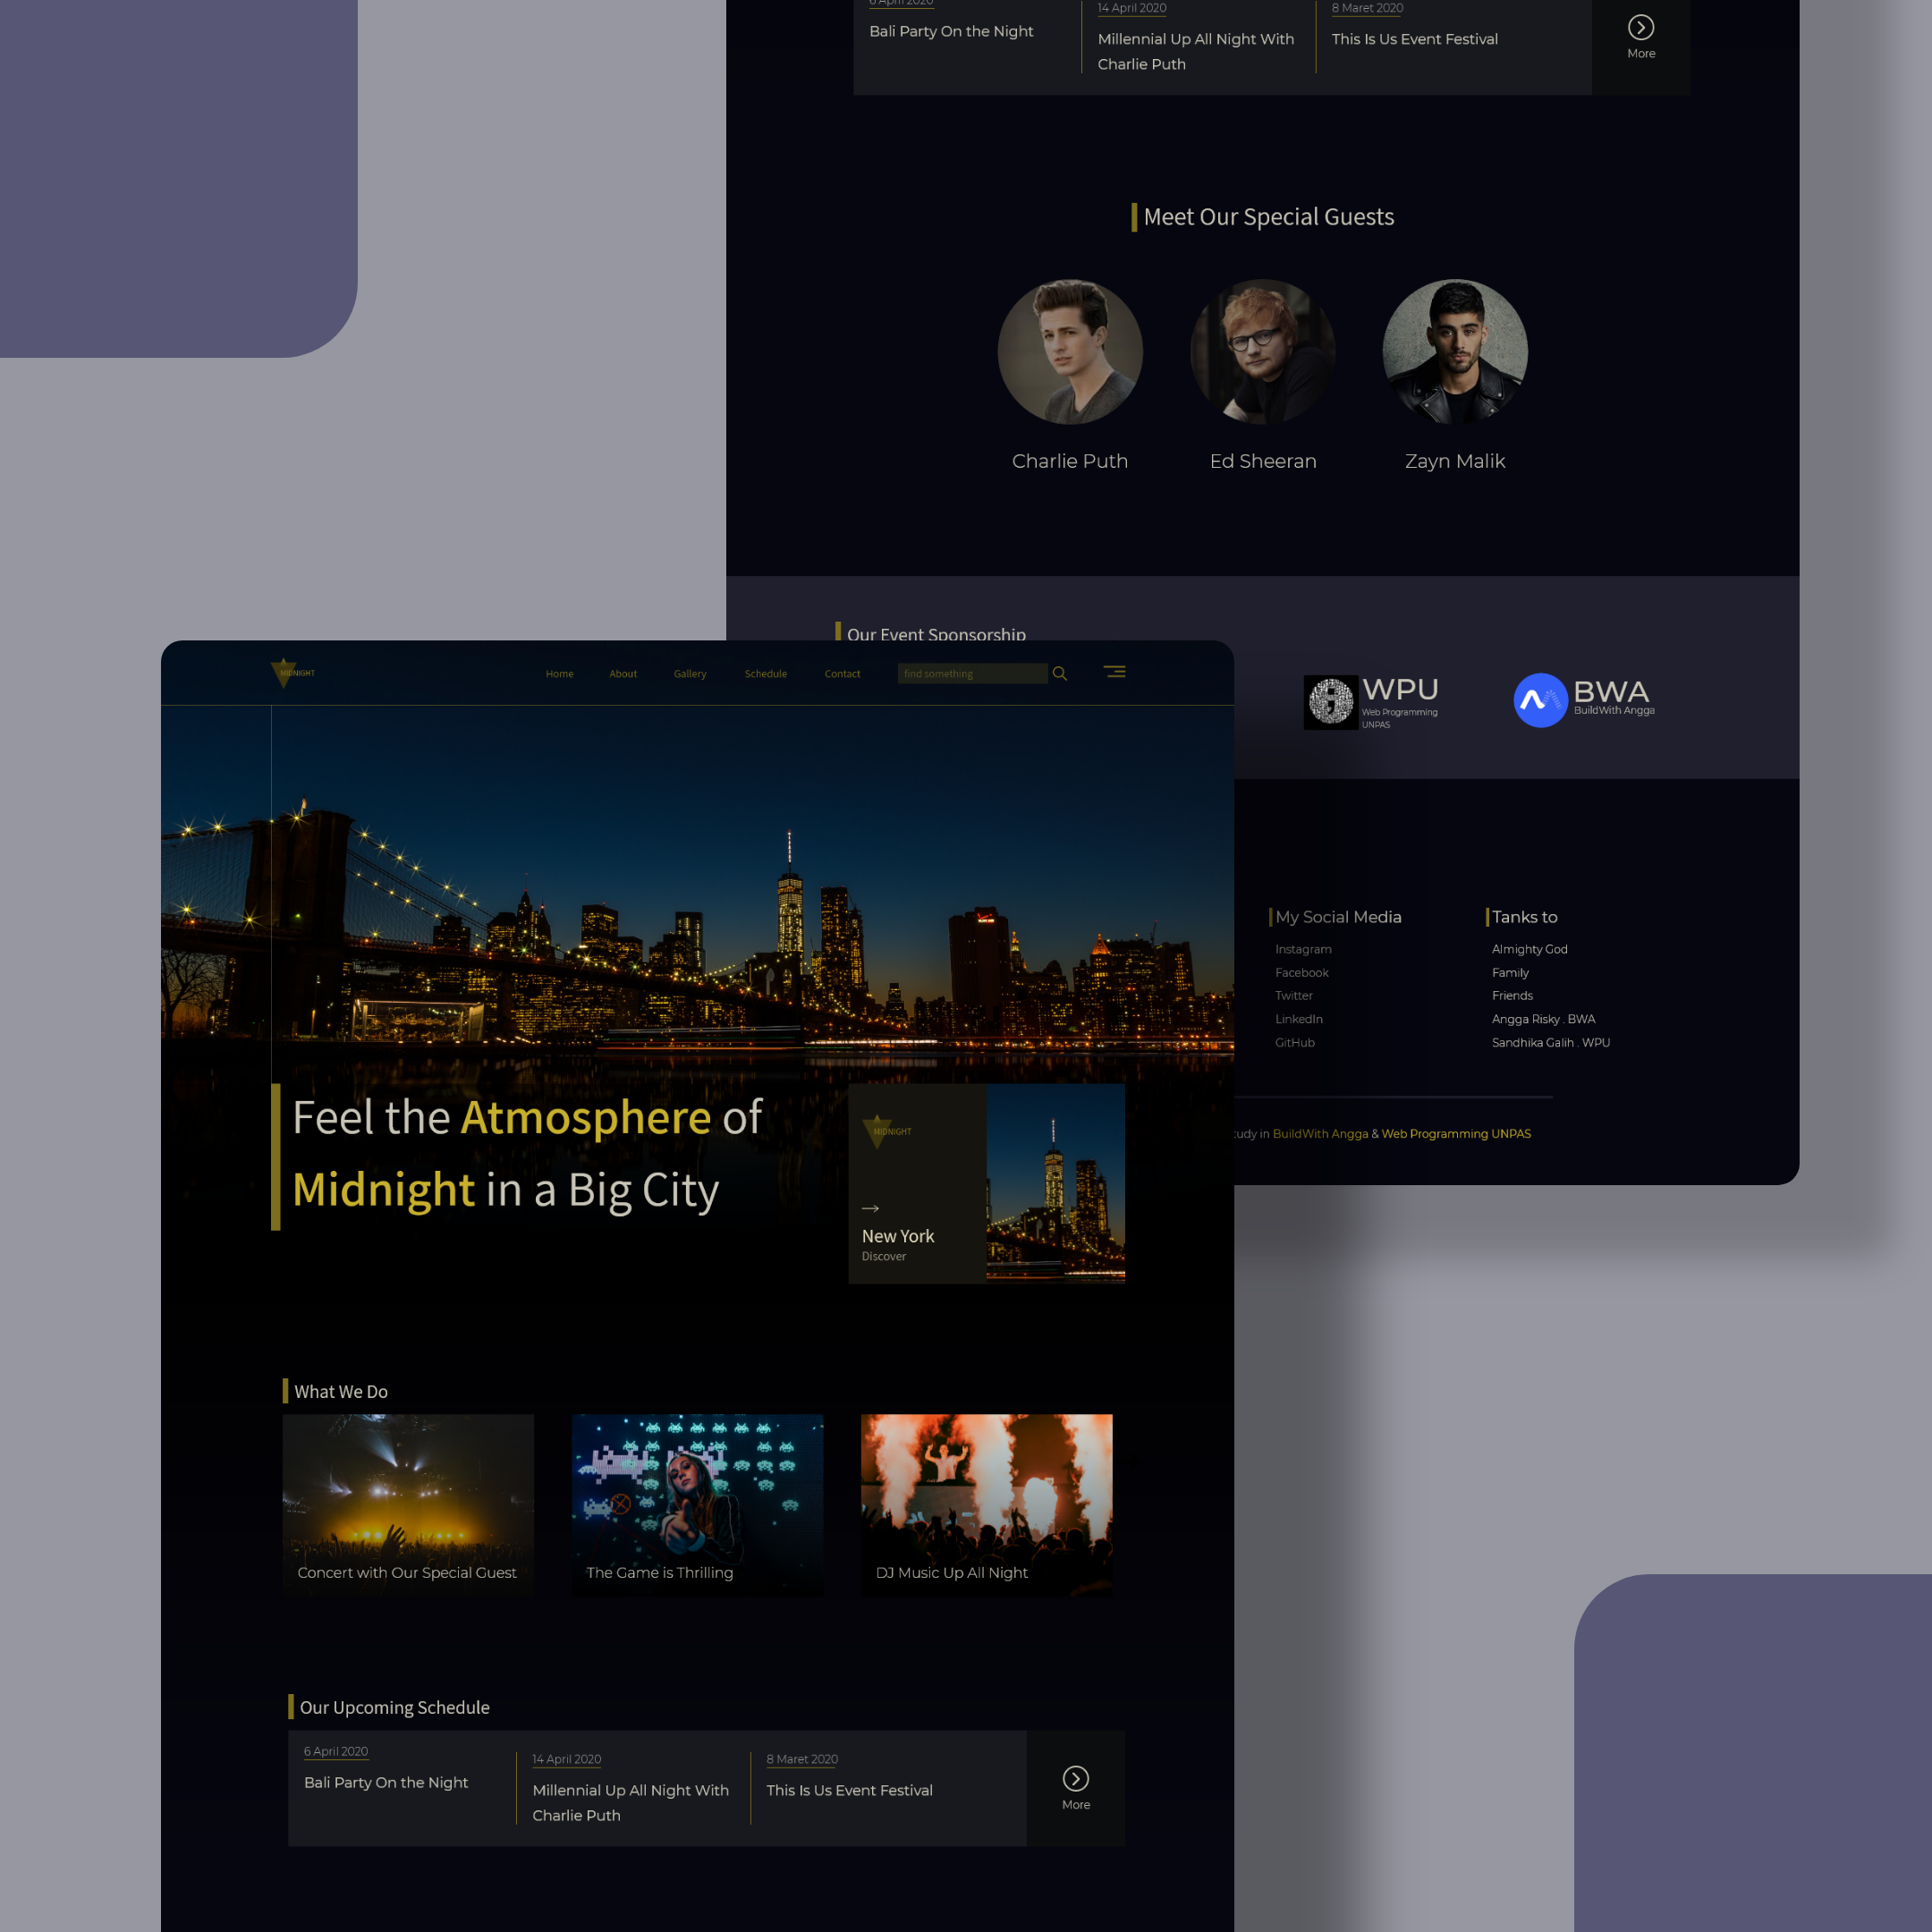 6 April 2020
Bali Party On the Night
14 April 2020
Millennial Up All Night With
Charlie Puth
8 Maret 2020
This Is Us Event Festival
More
Meet Our Special Guests
Charlie Puth
Ed Sheeran
Zayn Malik
Our Event Sponsorship
WPU
Web Programming
UNPAS
BWA
BuildWith Angga
My Social Media
Instagram
Facebook
Twitter
LinkedIn
GitHub
Tanks to
Almighty God
Family
Friends
Angga Risky . BWA
Sandhika Galih . WPU
in BuildWith Angga & Web Programming UNPAS
MIDNIGHT
Home
About
Gallery
Schedule
Contact
find something
Feel the Atmosphere of
Midnight in a Big City
MIDNIGHT
New York
Discover
What We Do
Concert with Our Special Guest
The Game is Thrilling
DJ Music Up All Night
Our Upcoming Schedule
6 April 2020
Bali Party On the Night
14 April 2020
Millennial Up All Night With
Charlie Puth
8 Maret 2020
This Is Us Event Festival
More